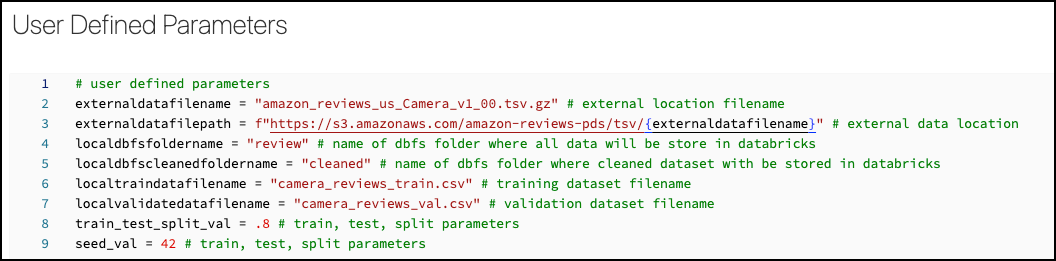 User Defined Parameters
1 # user defined parameters
2 externaldatafilename = "amazon_reviews_us_Camera_v1_00.tsv.gz" # external location filename
3 externaldatafilepath = f"https://s3.amazonaws.com/amazon-reviews-pds/tsv/{externaldatafilename}" # external data location
4 localdbfsfoldername = "review" # name of dbfs folder where all data will be store in databricks
5 localdbfscleanedfoldername = "cleaned" # name of dbfs folder where cleaned dataset with be stored in databricks
6 localtraindatafilename = "camera_reviews_train.csv" # training dataset filename
7 localvalidatedatafilename = "camera_reviews_val.csv" # validation dataset filename
8 train_test_split_val = .8 # train, test, split parameters
9 seed_val = 42 # train, test, split parameters